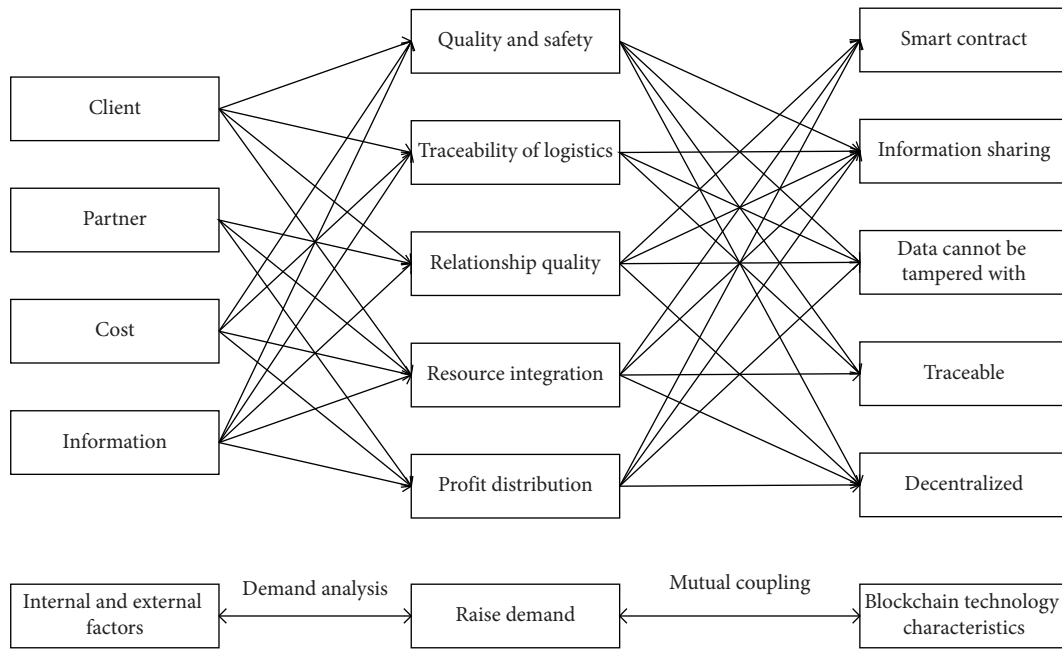 Client
Partner
Cost
Information
Quality and safety
Traceability of logistics
Relationship quality
Resource integration
Profit distribution
Smart contract
Information sharing
Data cannot be
tampered with
Traceable
Decentralized
Internal and external
factors
Demand analysis
Raise demand
Mutual coupling
Blockchain technology
characteristics